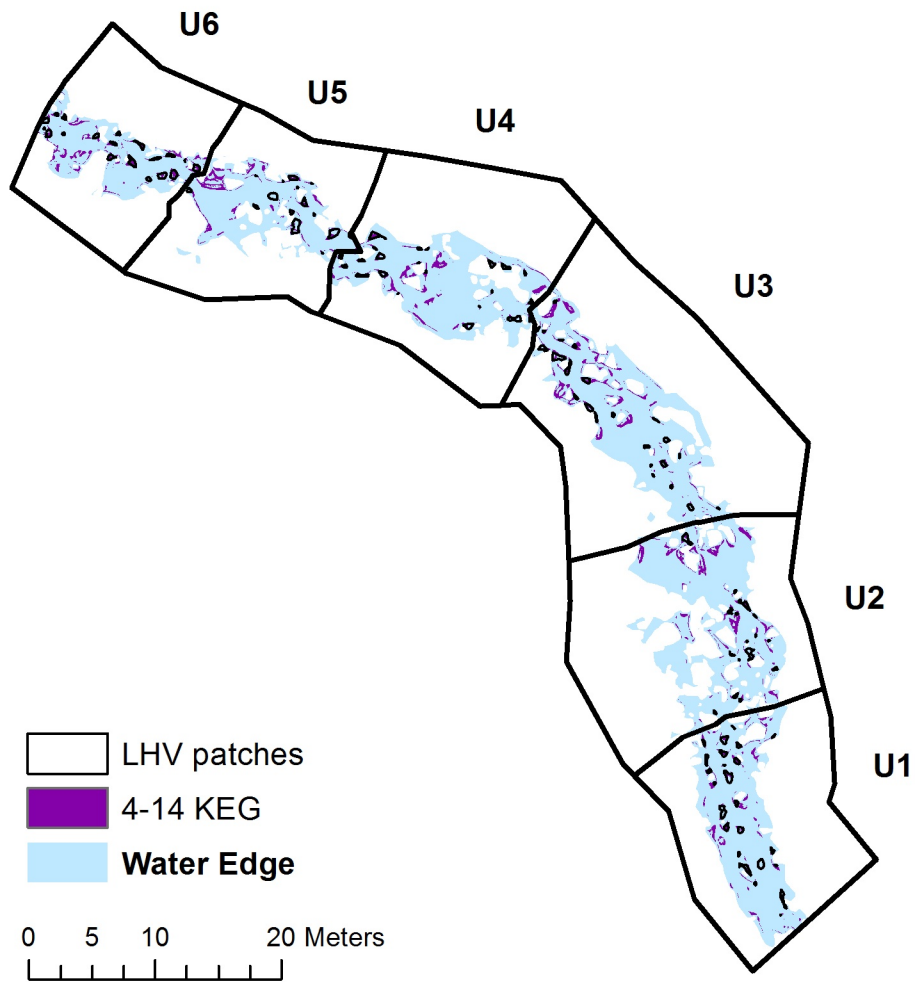 U6
U5
U4
U3
U2
U1
LHV patches
4-14 KEG
Water Edge
0 5 10 20 Meters